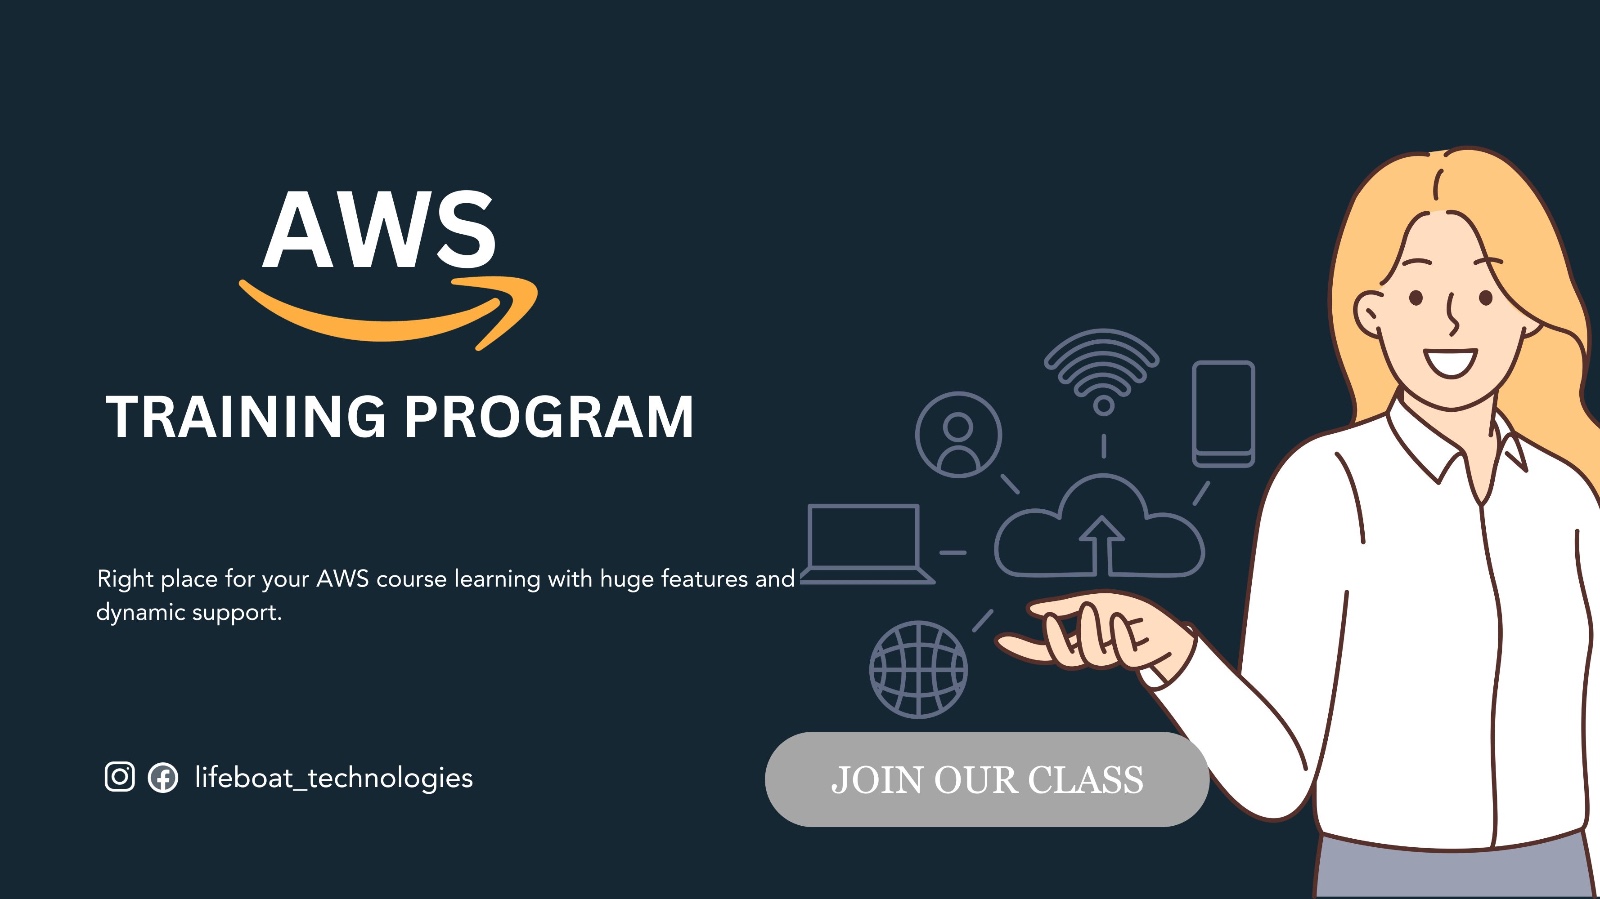 AWS
TRAINING PROGRAM
Right place for your AWS course learning with huge features and
dynamic support.
lifeboat_technologies
JOIN OUR CLASS